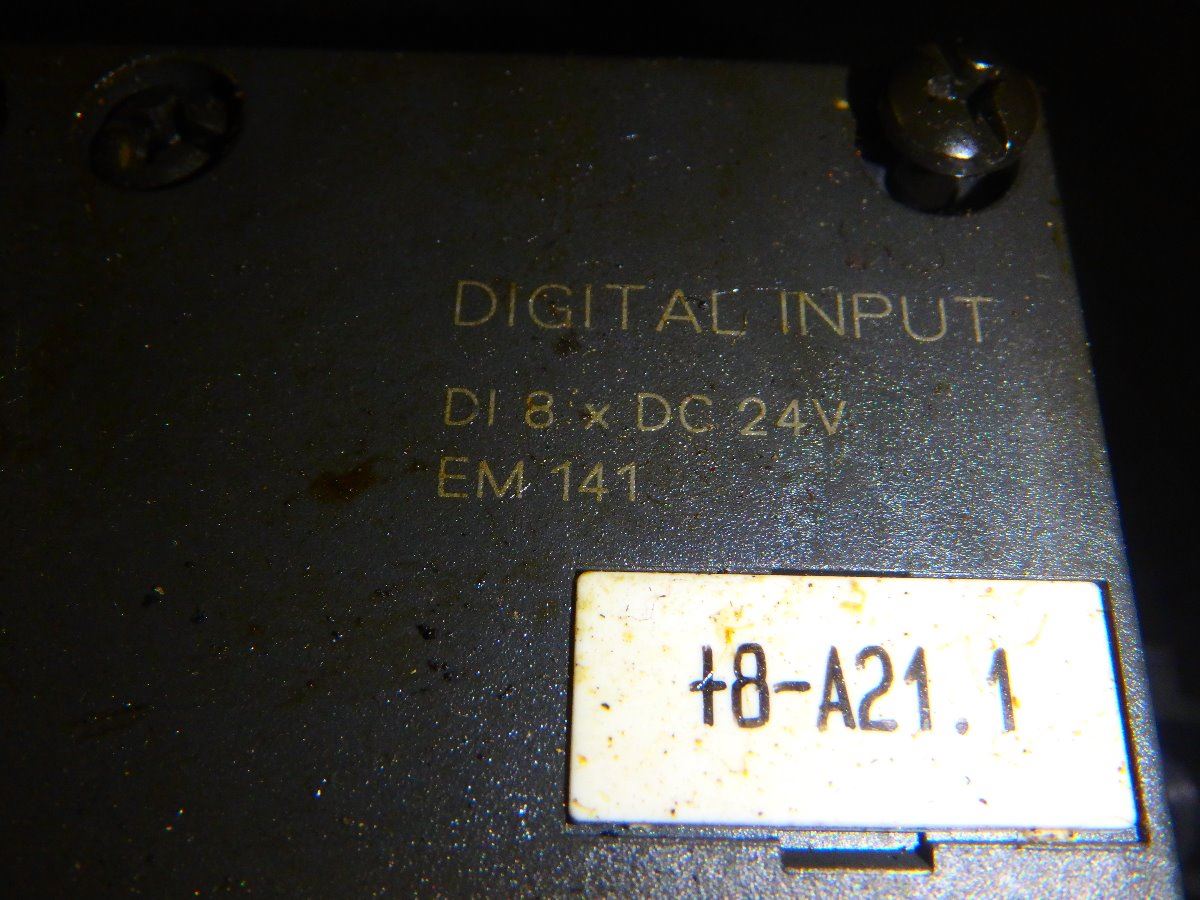 DIGITAL INPUT
DI 8 x DC 24V
EM 141
+8-A21.1